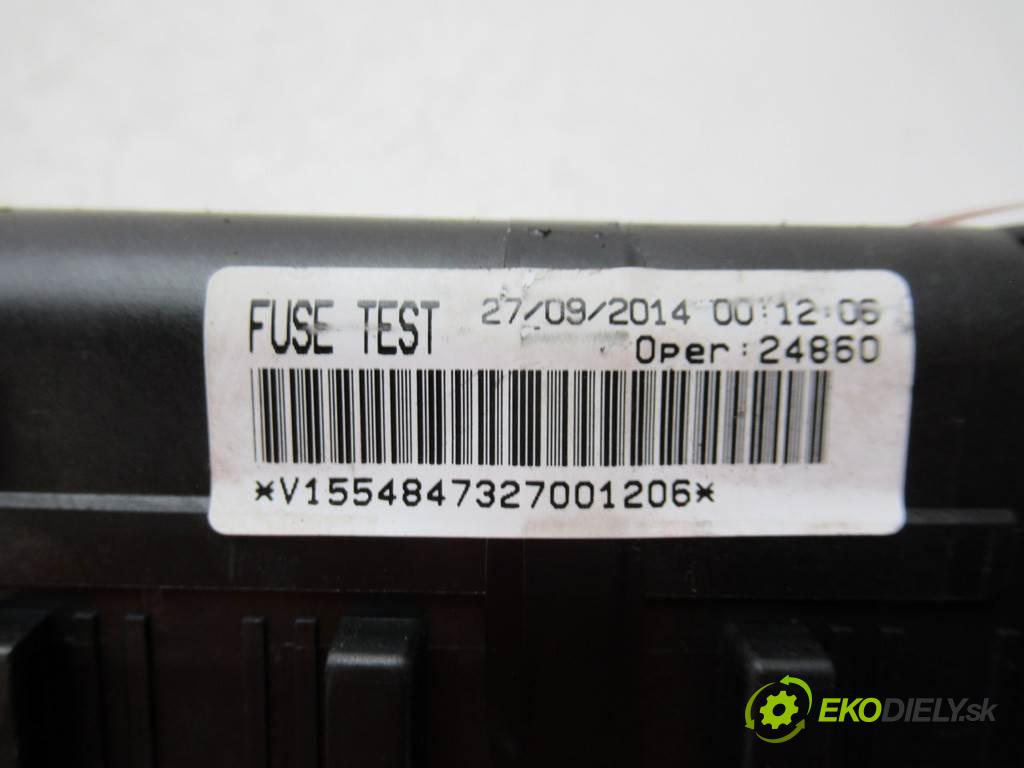 FUSE TEST 27/09/2014 00:12:06
Oper:24860
*V1554847327001206*
EKODIELY.sk